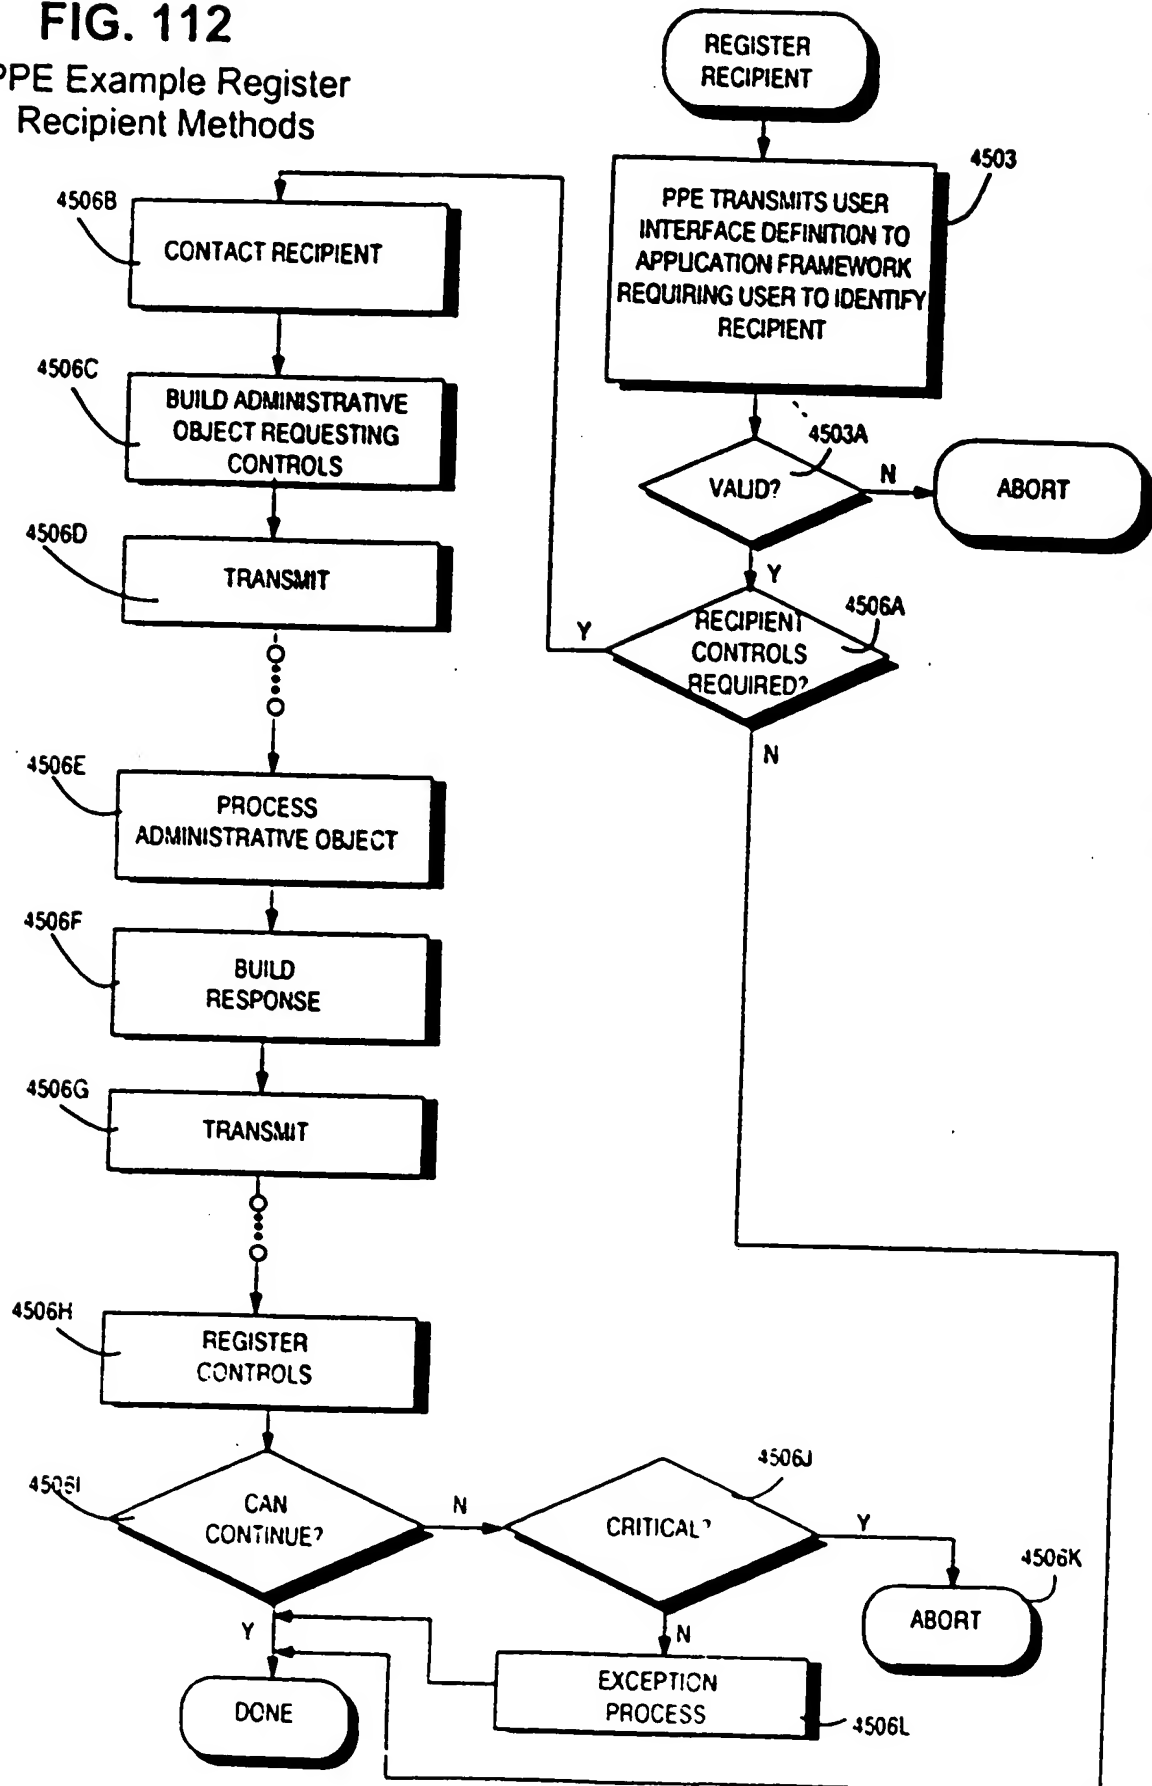 FIG. 112
PPE Example Register
Recipient Methods
REGISTER
RECIPIENT
4503
PPE TRANSMITS USER
INTERFACE DEFINITION TO
APPLICATION FRAMEWORK
REQUIRING USER TO IDENTIFY
RECIPIENT
4503A
VALID?
N
ABORT
Y
4506A
RECIPIENT
CONTROLS
REQUIRED?
Y
N
4506B
CONTACT RECIPIENT
4506C
BUILD ADMINISTRATIVE
OBJECT REQUESTING
CONTROLS
4506D
TRANSMIT
4506E
PROCESS
ADMINISTRATIVE OBJECT
4506F
BUILD
RESPONSE
4506G
TRANSMIT
4506H
REGISTER
CONTROLS
4506I
CAN
CONTINUE?
N
4506J
CRITICAL?
Y
4506K
ABORT
Y
N
EXCEPTION
PROCESS
4506L
DONE